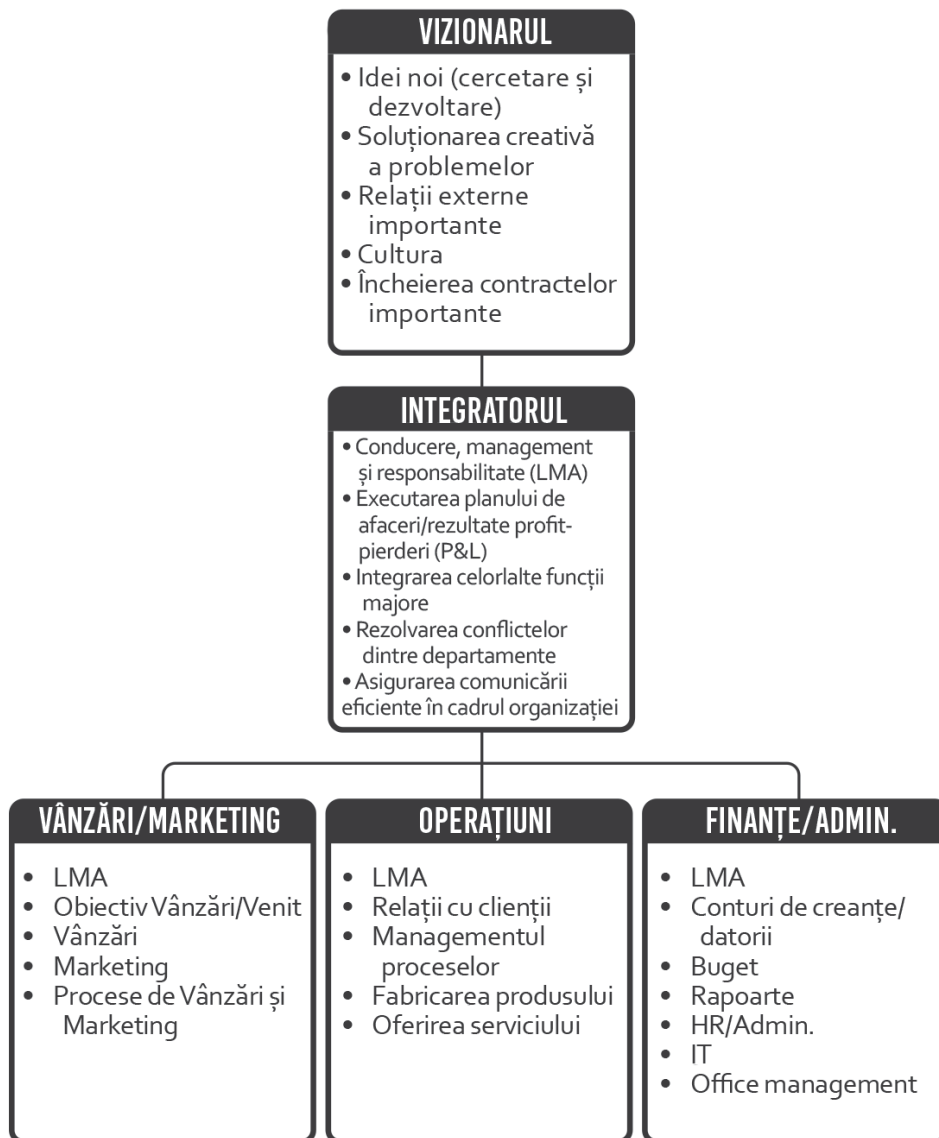 VIZIONARUL
• Idei noi (cercetare și
dezvoltare)
• Soluționarea creativă
a problemelor
• Relații externe
importante
• Cultura
• Încheierea contractelor
importante
INTEGRATORUL
• Conducere, management
și responsabilitate (LMA)
• Executarea planului de
afaceri/rezultate profit-
pierderi (P&L)
• Integrarea celorlalte funcții
majore
• Rezolvarea conflictelor
dintre departamente
• Asigurarea comunicării
eficiente în cadrul organizației
VÂNZĂRI/MARKETING
• LMA
• Obiectiv Vânzări/Venit
• Vânzări
• Marketing
• Procese de Vânzări și
Marketing
OPERAȚIUNI
• LMA
• Relații cu clienții
• Managementul
proceselor
• Fabricarea produsului
• Oferirea serviciului
FINANȚE/ADMIN.
• LMA
• Conturi de creanțe/
datorii
• Buget
• Rapoarte
• HR/Admin.
• IT
• Office management